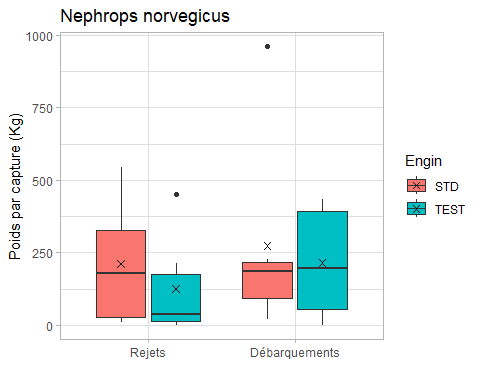 Nephrops norvegicus
Poids par capture (Kg)
1000
750
500
250
0
Rejets
Débarquements
Engin
STD
TEST